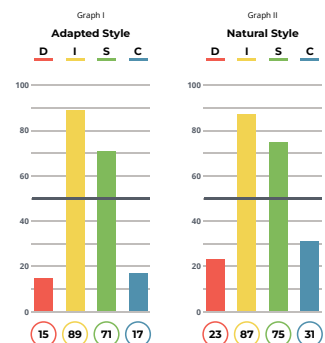 Graph I
Adapted Style
D I S C
100
80
60
40
20
0
15 89 71 17
Graph II
Natural Style
D I S C
100
80
60
40
20
0
23 87 75 31